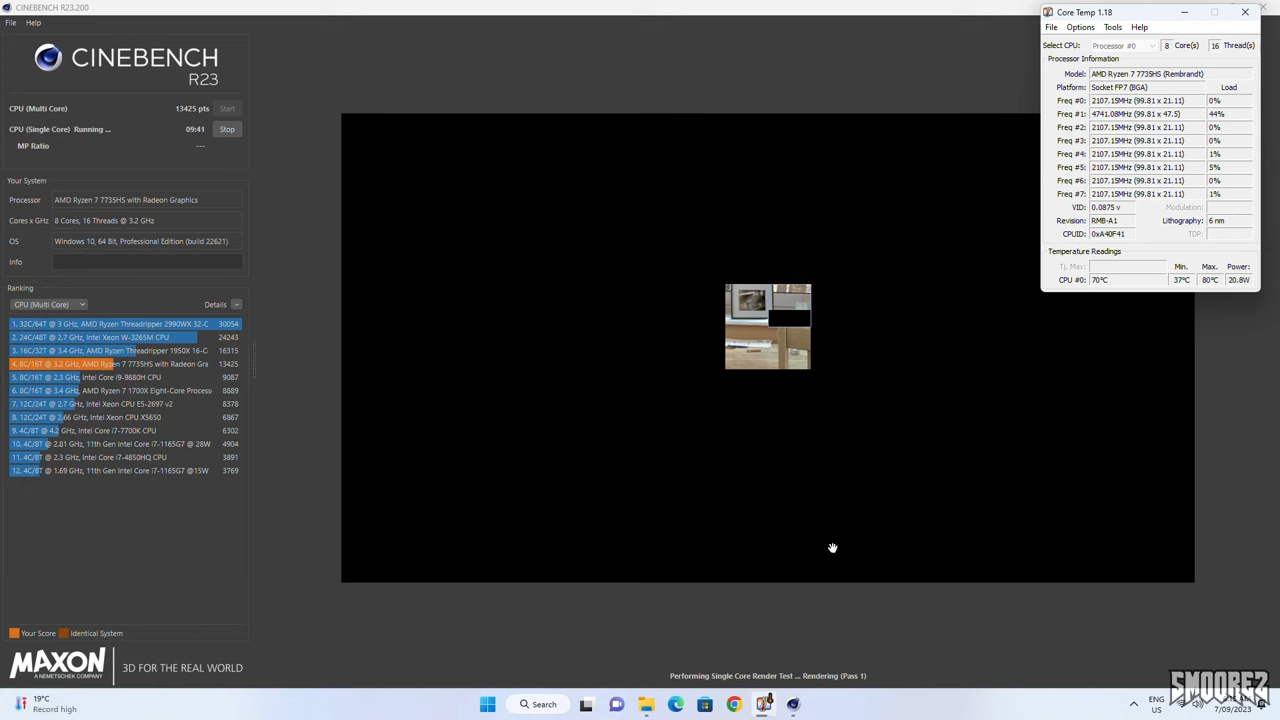 CINEBENCH R23.200
File Help
CINEBENCH
R23
CPU (Multi Core) 13425 pts Start
CPU (Single Core) Running ... 09:41 Stop
MP Ratio ---
Your System
Processor AMD Ryzen 7 7735HS with Radeon Graphics
Cores x GHz 8 Cores, 16 Threads @ 3.2 GHz
OS Windows 10, 64 Bit, Professional Edition (build 22621)
Info
Ranking
CPU (Multi Core) Details
1. 32C/64T @ 3 GHz, AMD Ryzen Threadripper 2990WX 32-C 30054
2. 24C/48T @ 2.7 GHz, Intel Xeon W-3265M CPU 24243
3. 16C/32T @ 3.4 GHz, AMD Ryzen Threadripper 1950X 16-C 16315
4. 8C/16T @ 3.2 GHz, AMD Ryzen 7 7735HS with Radeon Gra 13425
5. 8C/16T @ 2.3 GHz, Intel Core i9-9880H CPU 9087
6. 8C/16T @ 3.4 GHz, AMD Ryzen 7 1700X Eight-Core Process 8889
7. 12C/24T @ 2.7 GHz, Intel Xeon CPU E5-2697 v2 8378
8. 12C/24T @ 2.66 GHz, Intel Xeon CPU X5650 6867
9. 4C/8T @ 4.2 GHz, Intel Core i7-7700K CPU 6302
10. 4C/8T @ 2.81 GHz, 11th Gen Intel Core i7-1165G7 @ 28W 4904
11. 4C/8T @ 2.3 GHz, Intel Core i7-4850HQ CPU 3891
12. 4C/8T @ 1.69 GHz, 11th Gen Intel Core i7-1165G7 @15W 3769
Your Score Identical System
MAXON 3D FOR THE REAL WORLD
A NEMETSCHEK COMPANY
Performing Single Core Render Test ... Rendering (Pass 1)
Core Temp 1.18
File Options Tools Help
Select CPU: Processor #0 8 Core(s) 16 Thread(s)
Processor Information
Model: AMD Ryzen 7 7735HS (Rembrandt)
Platform: Socket FP7 (BGA) Load
Freq #0: 2107.15MHz (99.81 x 21.11) 0%
Freq #1: 4741.08MHz (99.81 x 47.5) 44%
Freq #2: 2107.15MHz (99.81 x 21.11) 0%
Freq #3: 2107.15MHz (99.81 x 21.11) 0%
Freq #4: 2107.15MHz (99.81 x 21.11) 1%
Freq #5: 2107.15MHz (99.81 x 21.11) 5%
Freq #6: 2107.15MHz (99.81 x 21.11) 0%
Freq #7: 2107.15MHz (99.81 x 21.11) 1%
VID: 0.0875 v Modulation:
Revision: RMB-A1 Lithography: 6 nm
CPUID: 0xA40F41 TDP:
Temperature Readings
Tj. Max: Min. Max. Power:
CPU #0: 70°C 37°C 80°C 20.8W
19°C
Record high
Search
ENG
US
7/09/2023
SMOOREZ